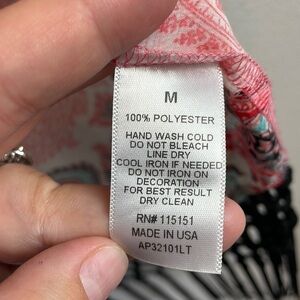 M
100% POLYESTER
HAND WASH COLD
DO NOT BLEACH
LINE DRY
COOL IRON IF NEEDED
DO NOT IRON ON
DECORATION
FOR BEST RESULT
DRY CLEAN
RN# 115151
MADE IN USA
AP32101LT